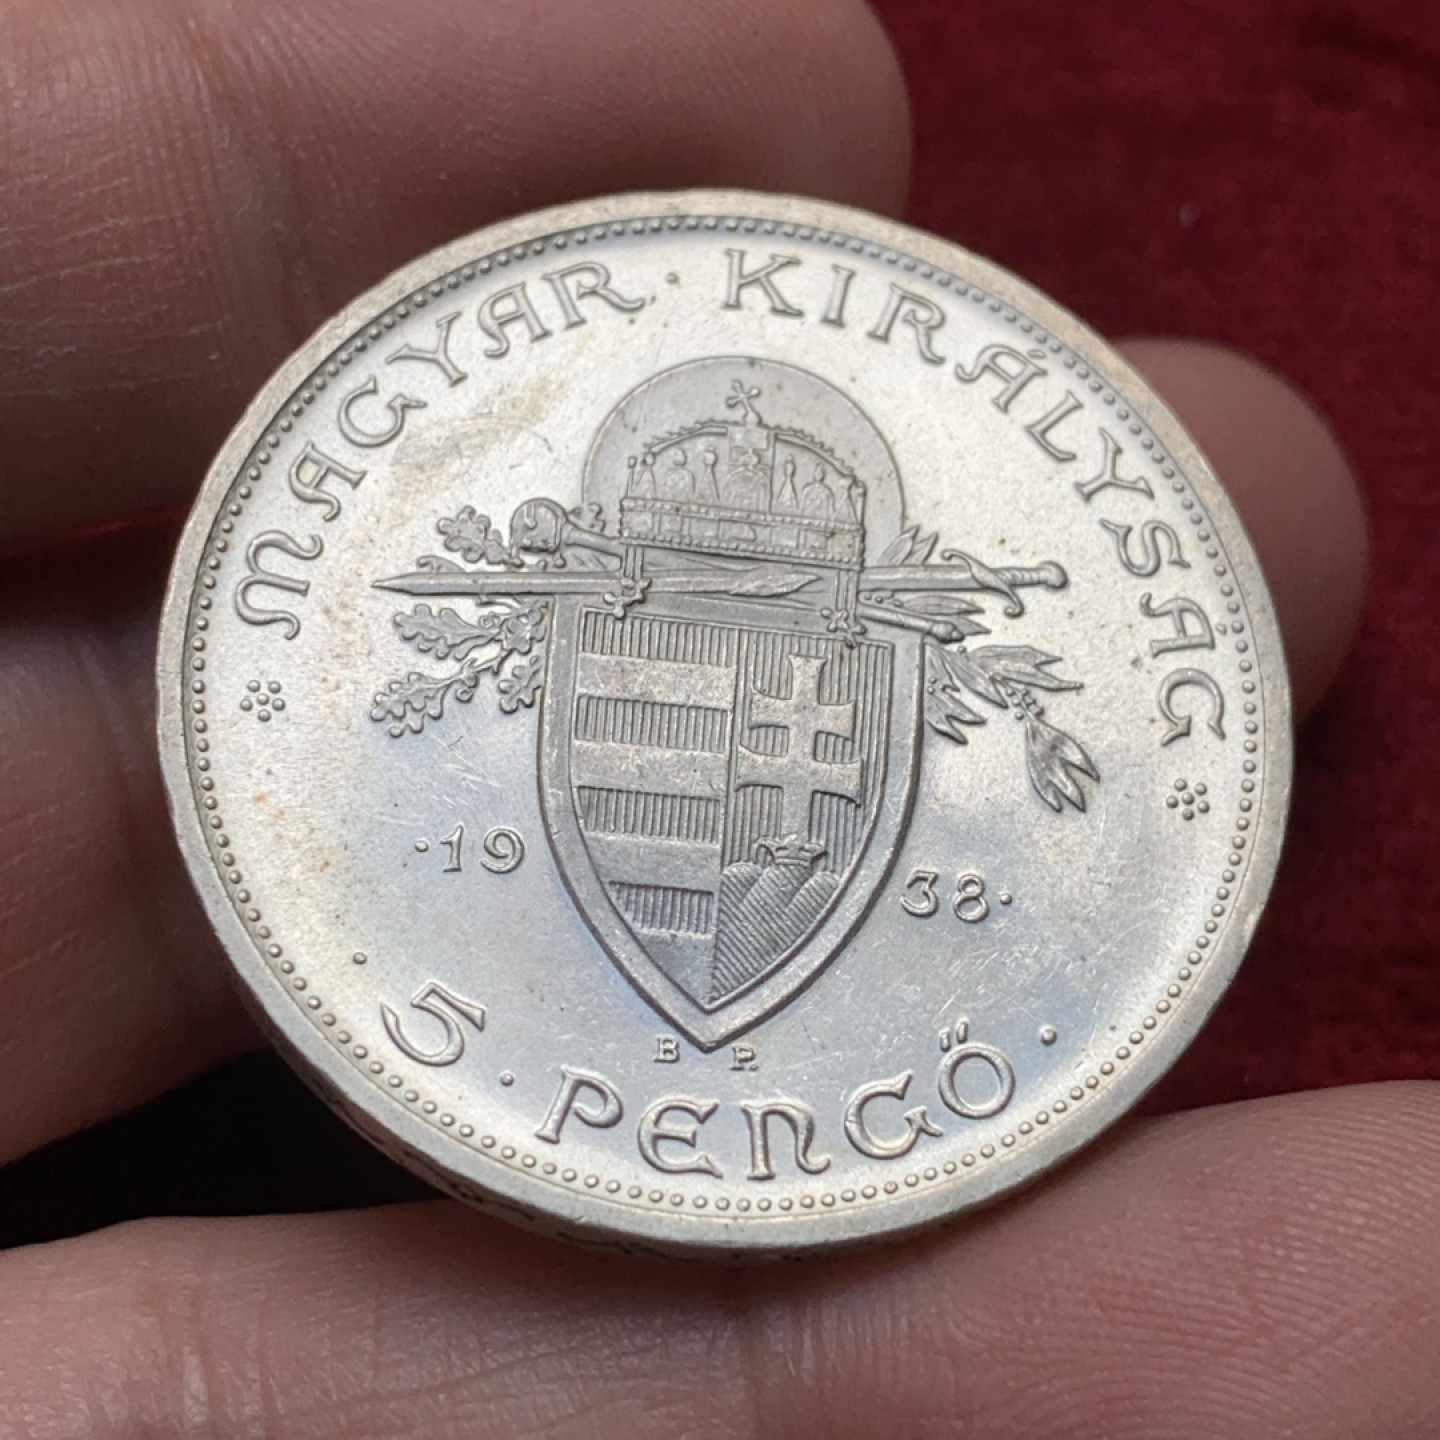 MAGYAR · KIRÁLYSÁG
· 19 38 ·
B P.
· 5 · PENGŐ ·